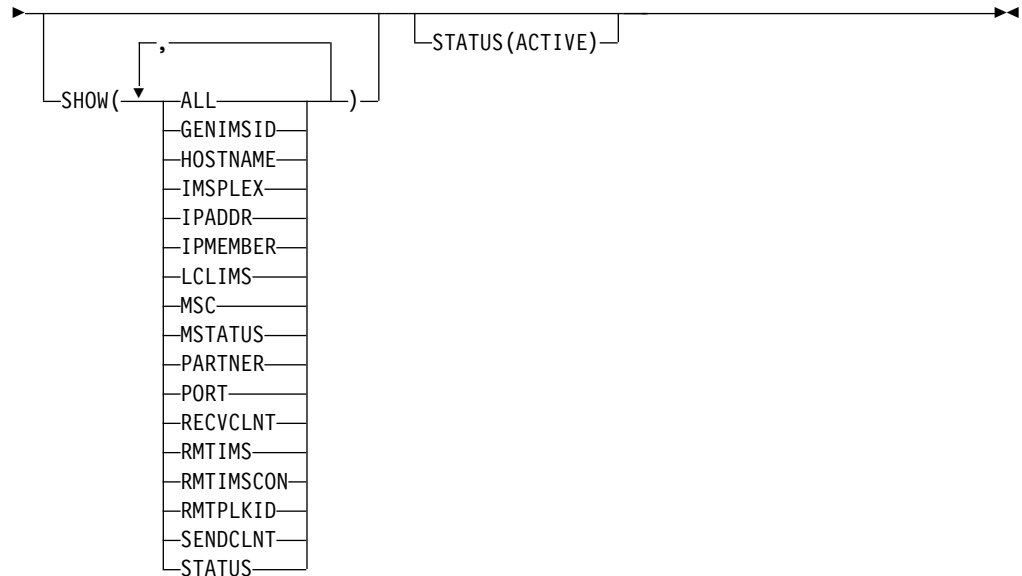 ,
STATUS(ACTIVE)
SHOW( ALL )
GENIMSID
HOSTNAME
IMSPLEX
IPADDR
IPMEMBER
LCLIMS
MSC
MSTATUS
PARTNER
PORT
RECVCLNT
RMTIMS
RMTIMSCON
RMTPLKID
SENDCLNT
STATUS